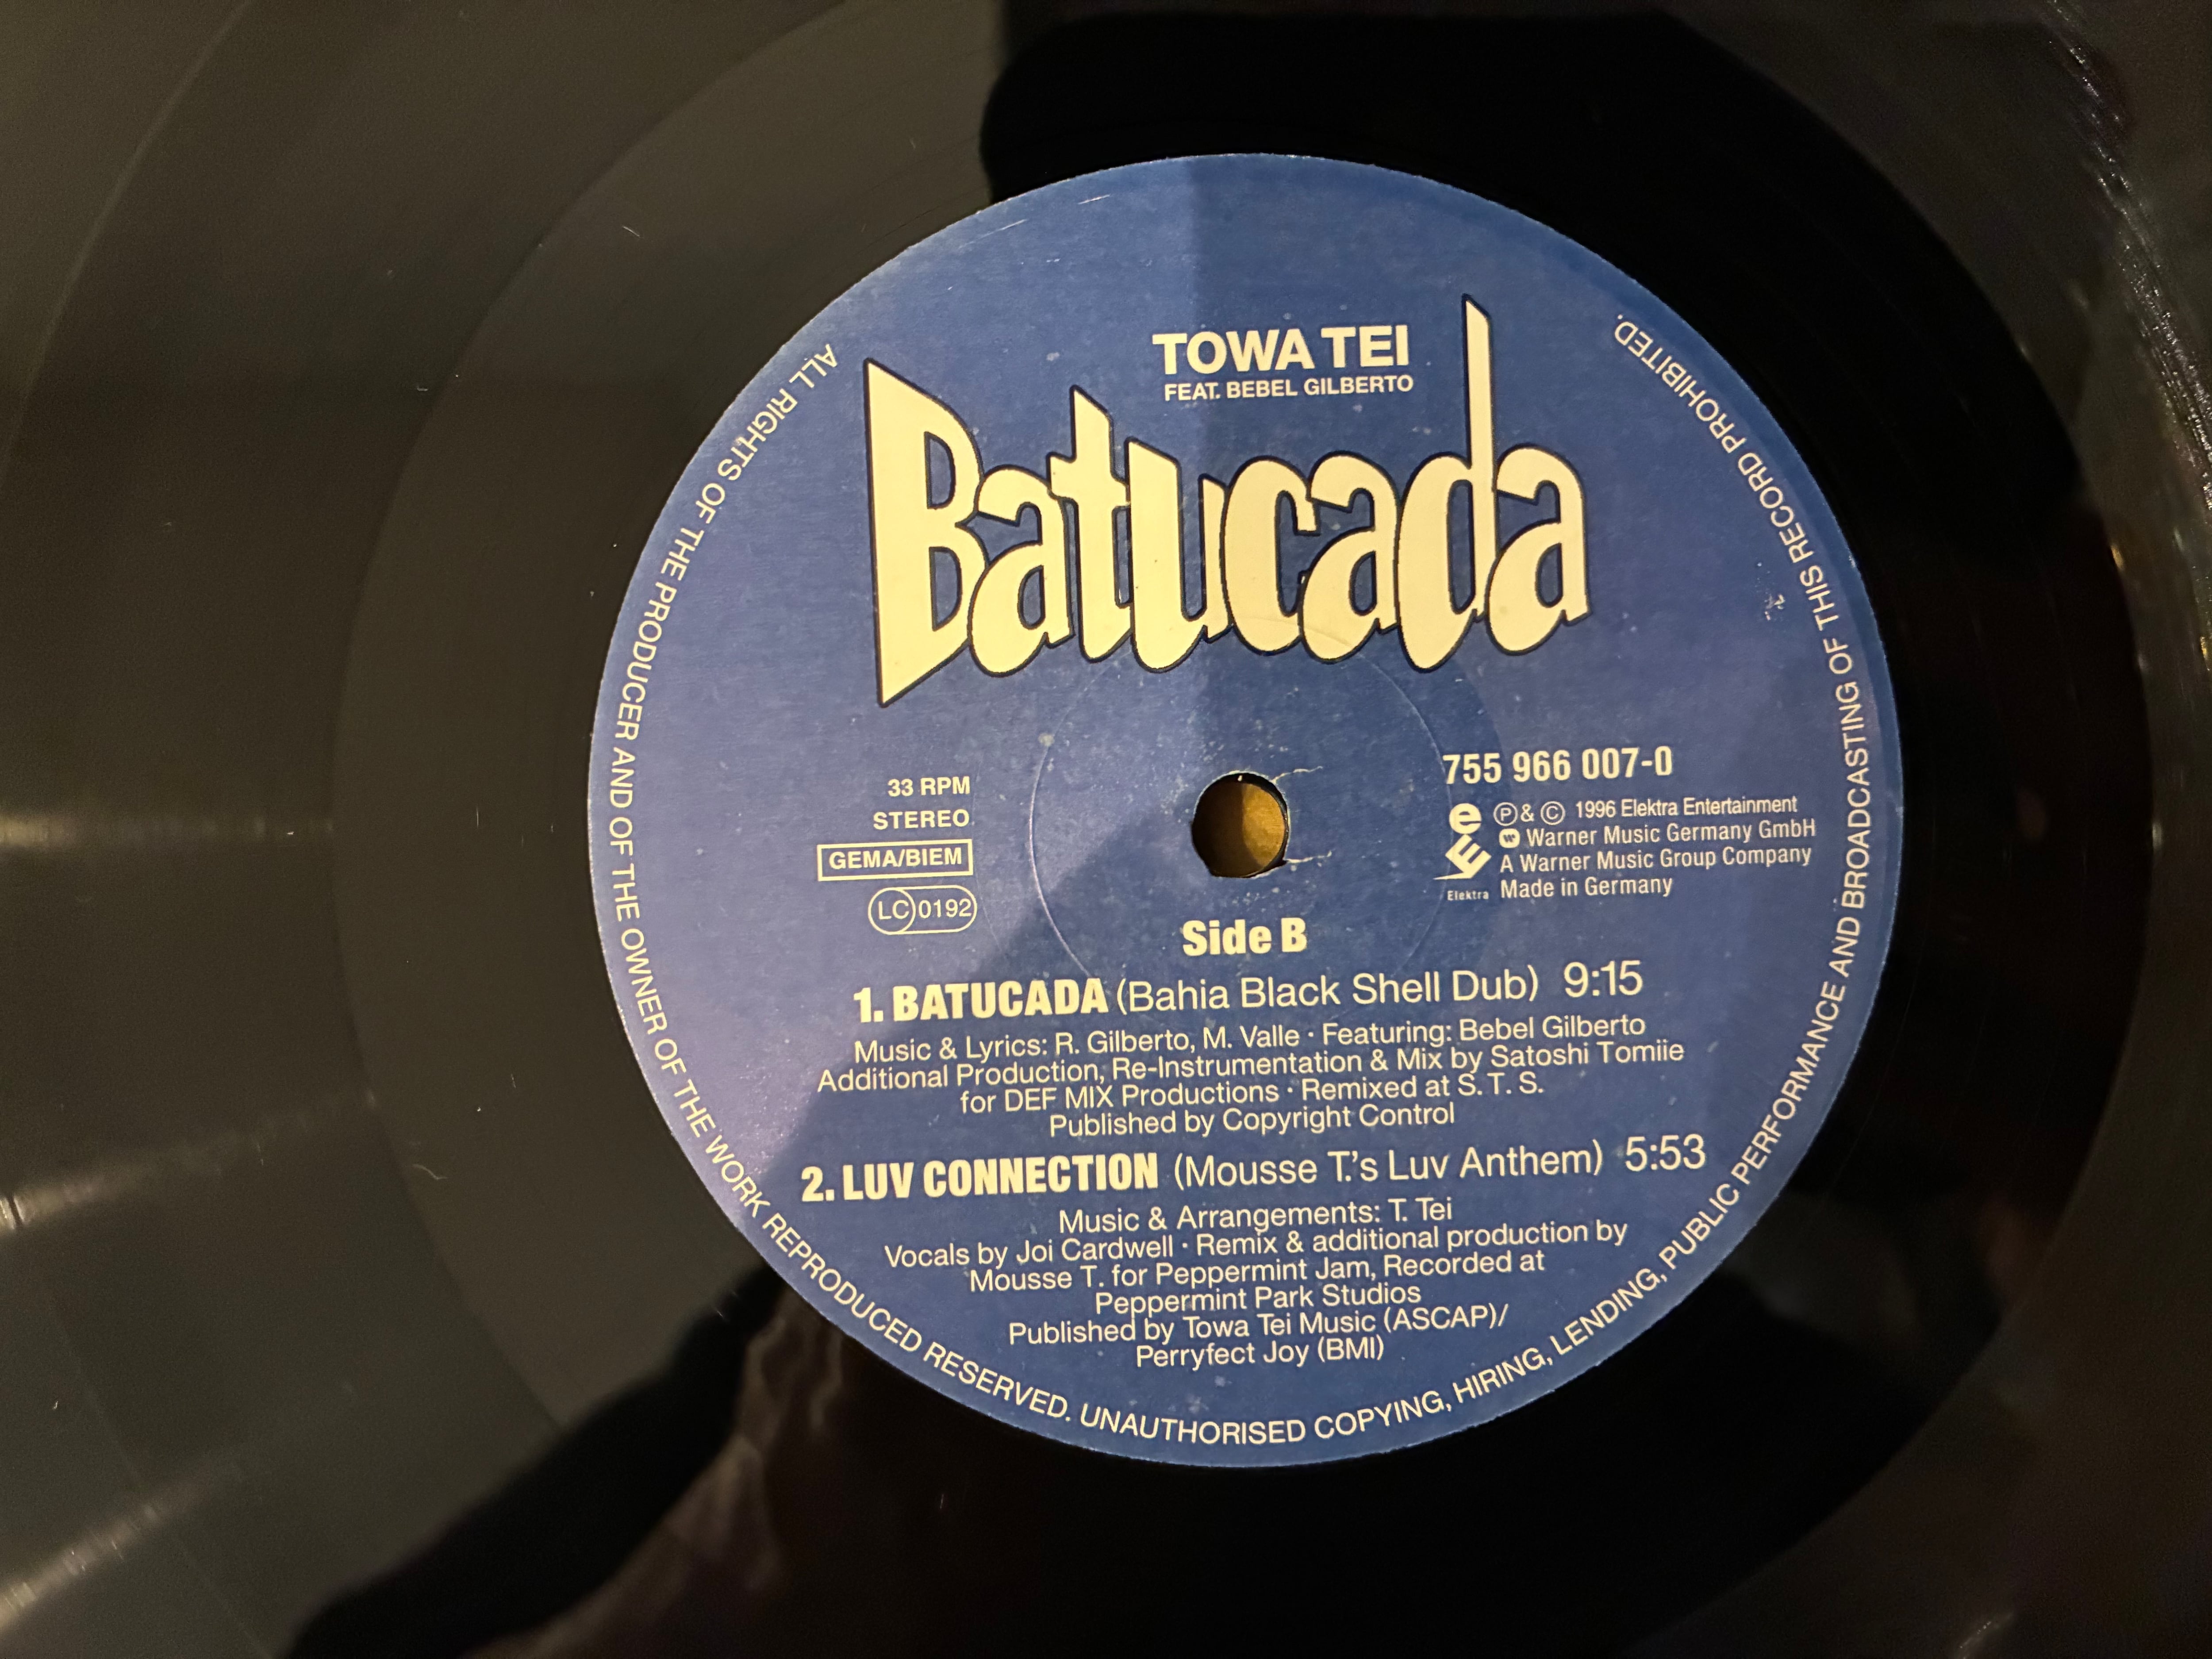 TOWA TEI
FEAT. BEBEL GILBERTO
Batucada
33 RPM
STEREO
GEMA/BIEM
LC 0192
755 966 007-0
Ⓟ & © 1996 Elektra Entertainment
Warner Music Germany GmbH
A Warner Music Group Company
Made in Germany
e
E
Elektra
Side B
1. BATUCADA (Bahia Black Shell Dub) 9:15
Music & Lyrics: R. Gilberto, M. Valle · Featuring: Bebel Gilberto
Additional Production, Re-Instrumentation & Mix by Satoshi Tomiie
for DEF MIX Productions · Remixed at S. T. S.
Published by Copyright Control
2. LUV CONNECTION (Mousse T.'s Luv Anthem) 5:53
Music & Arrangements: T. Tei
Vocals by Joi Cardwell · Remix & additional production by
Mousse T. for Peppermint Jam, Recorded at
Peppermint Park Studios
Published by Towa Tei Music (ASCAP)/
Perryfect Joy (BMI)
ALL RIGHTS OF THE PRODUCER AND OF THE OWNER OF THE WORK REPRODUCED RESERVED. UNAUTHORISED COPYING, HIRING, LENDING, PUBLIC PERFORMANCE AND BROADCASTING OF THIS RECORD PROHIBITED.